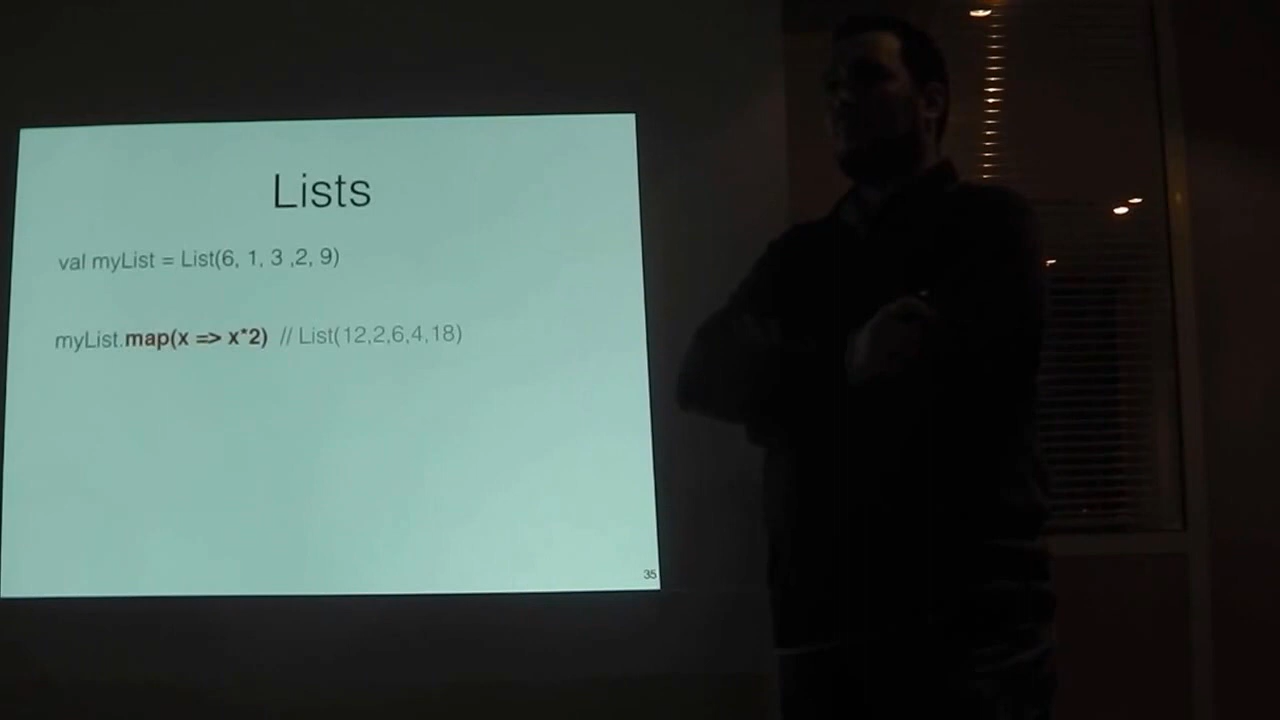 Lists
val myList = List(6, 1, 3 ,2, 9)
myList.map(x => x*2) // List(12,2,6,4,18)
35